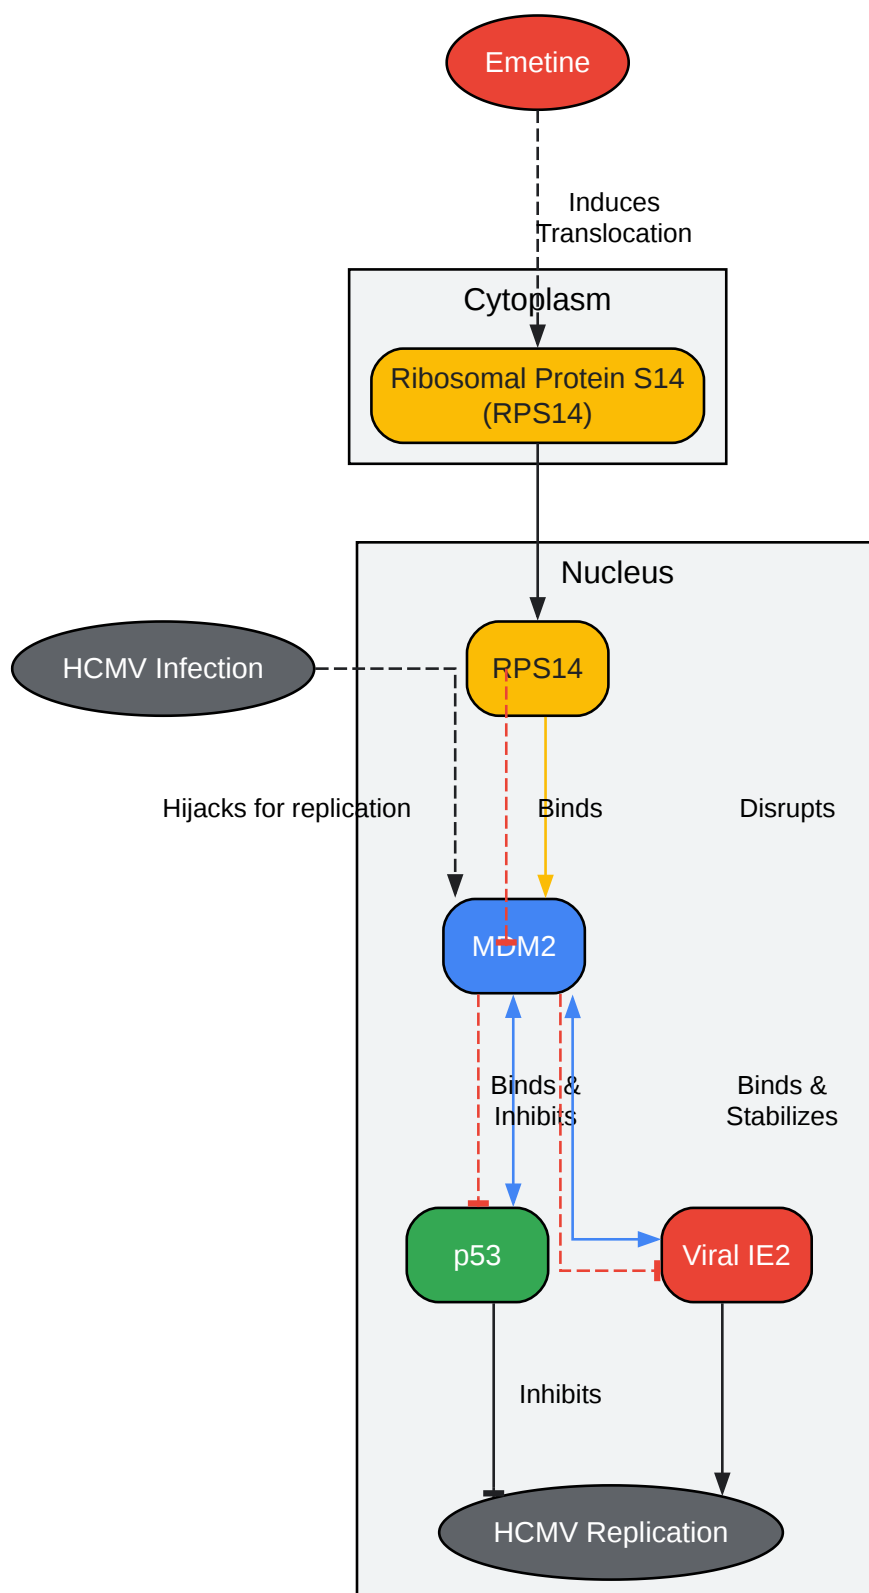 Emetine
Induces
Translocation
Cytoplasm
Ribosomal Protein S14
(RPS14)
Nucleus
HCMV Infection
RPS14
Hijacks for replication
Binds
Disrupts
MDM2
Binds &
Inhibits
Binds &
Stabilizes
p53
Viral IE2
Inhibits
HCMV Replication